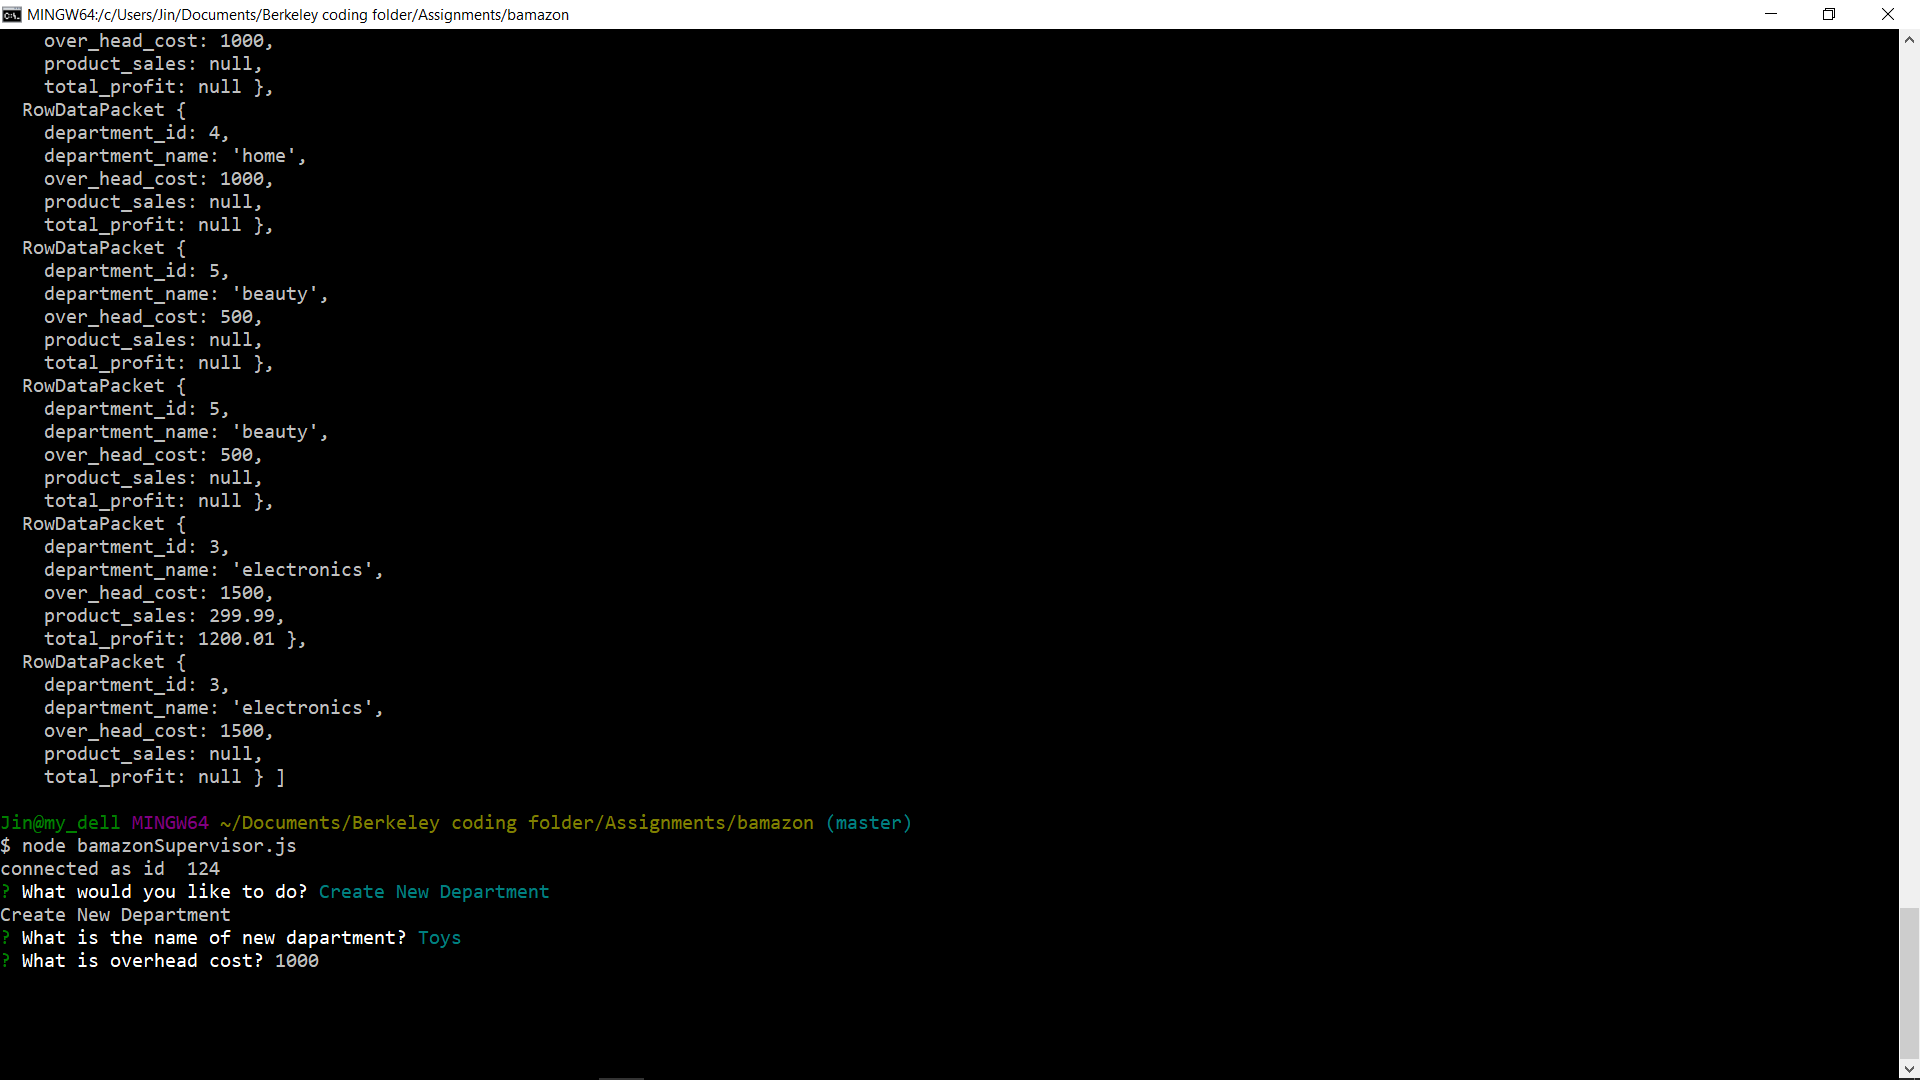 MINGW64:/c/Users/Jin/Documents/Berkeley coding folder/Assignments/bamazon
over_head_cost: 1000,
product_sales: null,
total_profit: null },
RowDataPacket {
department_id: 4,
department_name: 'home',
over_head_cost: 1000,
product_sales: null,
total_profit: null },
RowDataPacket {
department_id: 5,
department_name: 'beauty',
over_head_cost: 500,
product_sales: null,
total_profit: null },
RowDataPacket {
department_id: 5,
department_name: 'beauty',
over_head_cost: 500,
product_sales: null,
total_profit: null },
RowDataPacket {
department_id: 3,
department_name: 'electronics',
over_head_cost: 1500,
product_sales: 299.99,
total_profit: 1200.01 },
RowDataPacket {
department_id: 3,
department_name: 'electronics',
over_head_cost: 1500,
product_sales: null,
total_profit: null } ]
Jin@my_dell MINGW64 ~/Documents/Berkeley coding folder/Assignments/bamazon (master)
$ node bamazonSupervisor.js
connected as id  124
? What would you like to do? Create New Department
Create New Department
? What is the name of new dapartment? Toys
? What is overhead cost? 1000